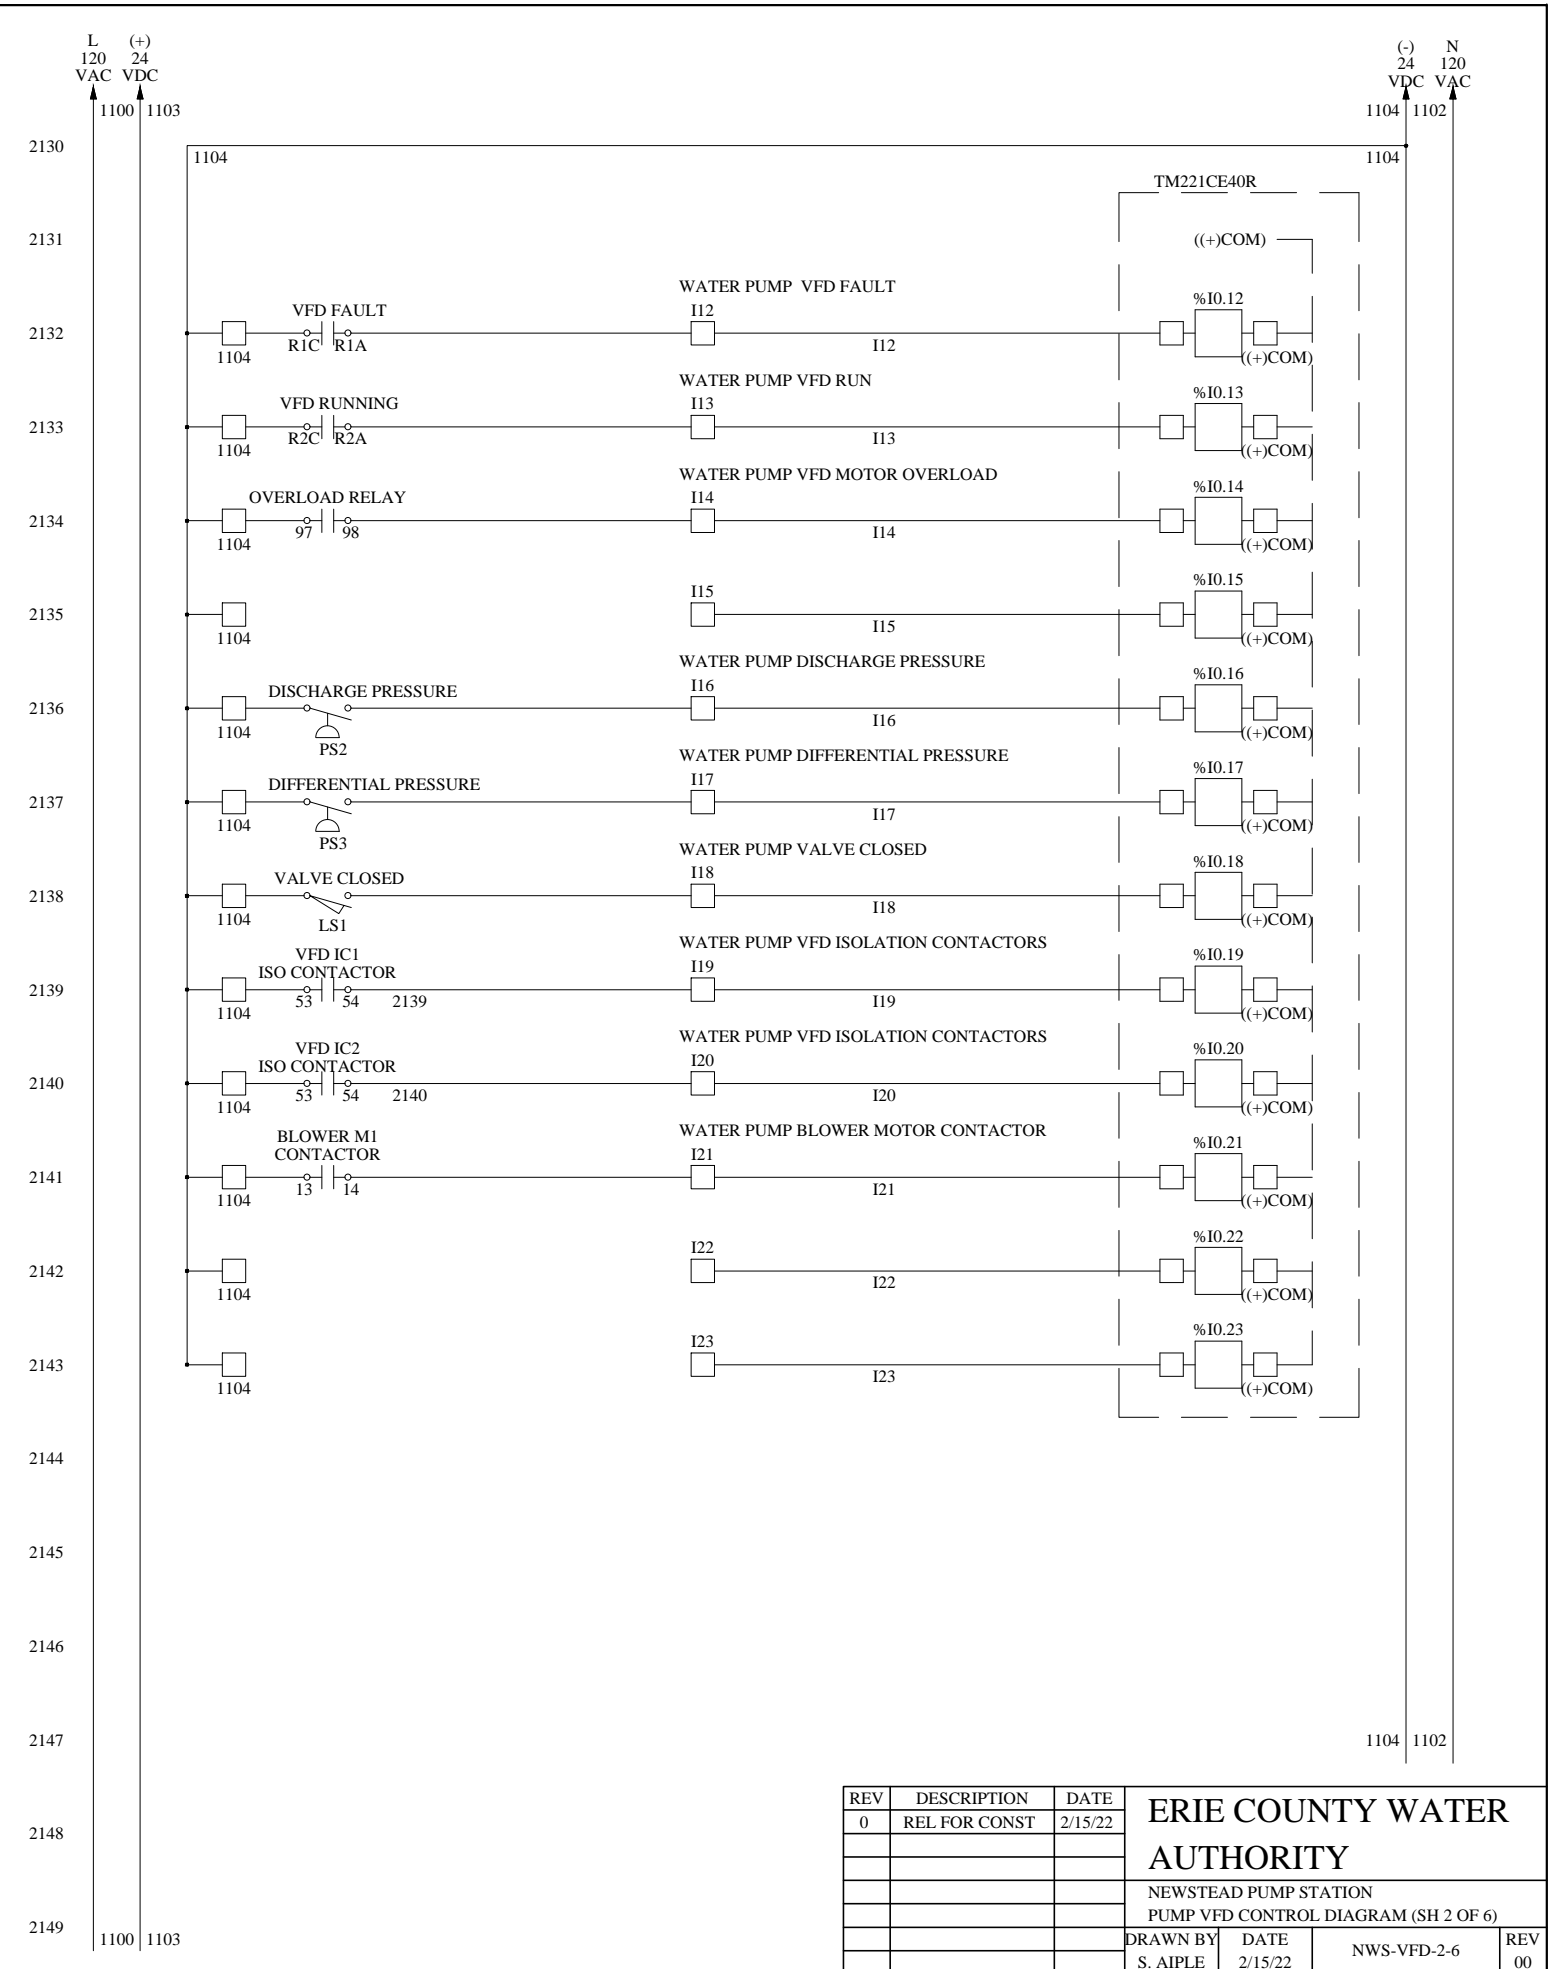 L (+) (-) N
120 24 24 120
VAC VDC VDC VAC
1100 1103 1104 1102
2130 1104 1104
TM221CE40R
2131 ((+)COM)
WATER PUMP  VFD FAULT
VFD FAULT I12 %I0.12
2132
1104 R1C R1A I12 ((+)COM)
WATER PUMP VFD RUN
VFD RUNNING I13 %I0.13
2133
1104 R2C R2A I13 ((+)COM)
WATER PUMP VFD MOTOR OVERLOAD
OVERLOAD RELAY I14 %I0.14
2134
1104 97 98 I14 ((+)COM)
I15 %I0.15
2135
1104 I15 ((+)COM)
WATER PUMP DISCHARGE PRESSURE
DISCHARGE PRESSURE I16 %I0.16
2136
1104 I16 ((+)COM)
PS2
WATER PUMP DIFFERENTIAL PRESSURE
DIFFERENTIAL PRESSURE I17 %I0.17
2137
1104 I17 ((+)COM)
PS3
WATER PUMP VALVE CLOSED
VALVE CLOSED I18 %I0.18
2138
1104 I18 ((+)COM)
LS1
WATER PUMP VFD ISOLATION CONTACTORS
VFD IC1 %I0.19
ISO CONTACTOR I19
2139
1104 53 54 2139 I19 ((+)COM)
WATER PUMP VFD ISOLATION CONTACTORS
VFD IC2 %I0.20
ISO CONTACTOR I20
2140
1104 53 54 2140 I20 ((+)COM)
WATER PUMP BLOWER MOTOR CONTACTOR
BLOWER M1 %I0.21
CONTACTOR I21
2141
1104 13 14 I21 ((+)COM)
I22 %I0.22
2142
1104 I22 ((+)COM)
I23 %I0.23
2143
1104 I23 ((+)COM)
2144
2145
2146
2147 1104 1102
2148
2149 1100 1103
REV DESCRIPTION DATE
0 REL FOR CONST 2/15/22
ERIE COUNTY WATER
AUTHORITY
NEWSTEAD PUMP STATION
PUMP VFD CONTROL DIAGRAM (SH 2 OF 6)
DRAWN BY DATE NWS-VFD-2-6 REV
S. AIPLE 2/15/22 00